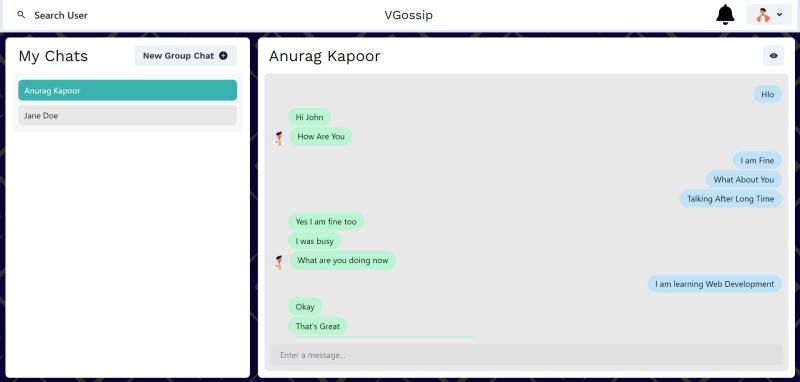 Search User
VGossip
My Chats
New Group Chat
Anurag Kapoor
Jane Doe
Anurag Kapoor
Hlo
Hi John
How Are You
I am Fine
What About You
Talking After Long Time
Yes I am fine too
I was busy
What are you doing now
I am learning Web Development
Okay
That's Great
Enter a message...